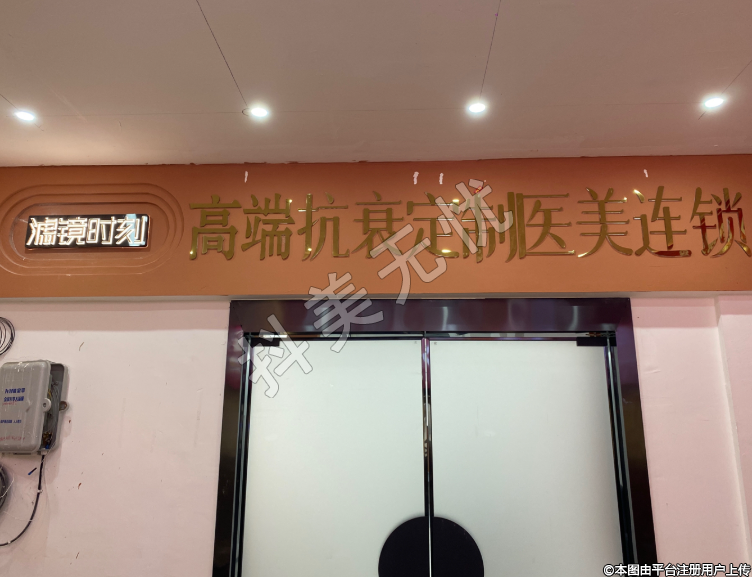 滤镜时刻
高端抗衰定制医美连锁
抖美无忧
©本图由平台注册用户上传